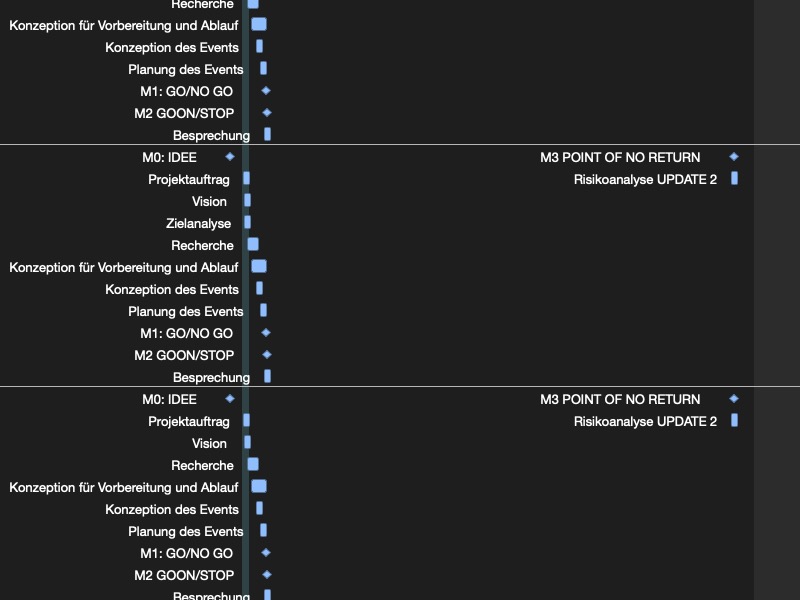 Recherche
Konzeption für Vorbereitung und Ablauf
Konzeption des Events
Planung des Events
M1: GO/NO GO
M2 GOON/STOP
Besprechung
M0: IDEE
M3 POINT OF NO RETURN
Projektauftrag
Risikoanalyse UPDATE 2
Vision
Zielanalyse
Recherche
Konzeption für Vorbereitung und Ablauf
Konzeption des Events
Planung des Events
M1: GO/NO GO
M2 GOON/STOP
Besprechung
M0: IDEE
M3 POINT OF NO RETURN
Projektauftrag
Risikoanalyse UPDATE 2
Vision
Recherche
Konzeption für Vorbereitung und Ablauf
Konzeption des Events
Planung des Events
M1: GO/NO GO
M2 GOON/STOP
Besprechung